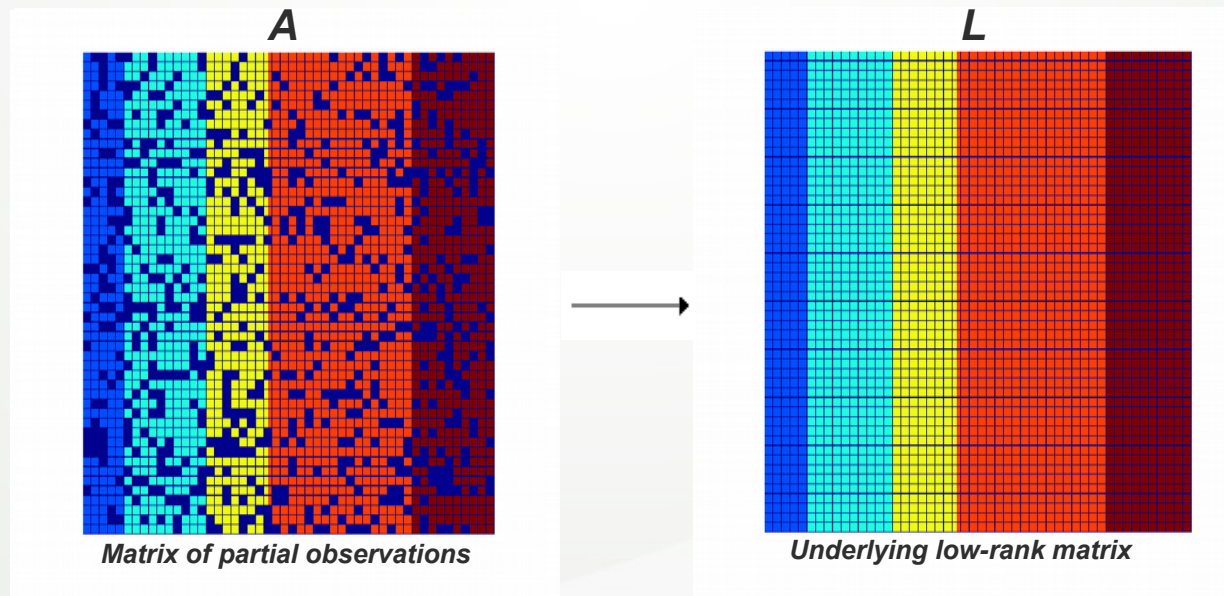 A
L
Matrix of partial observations
Underlying low-rank matrix